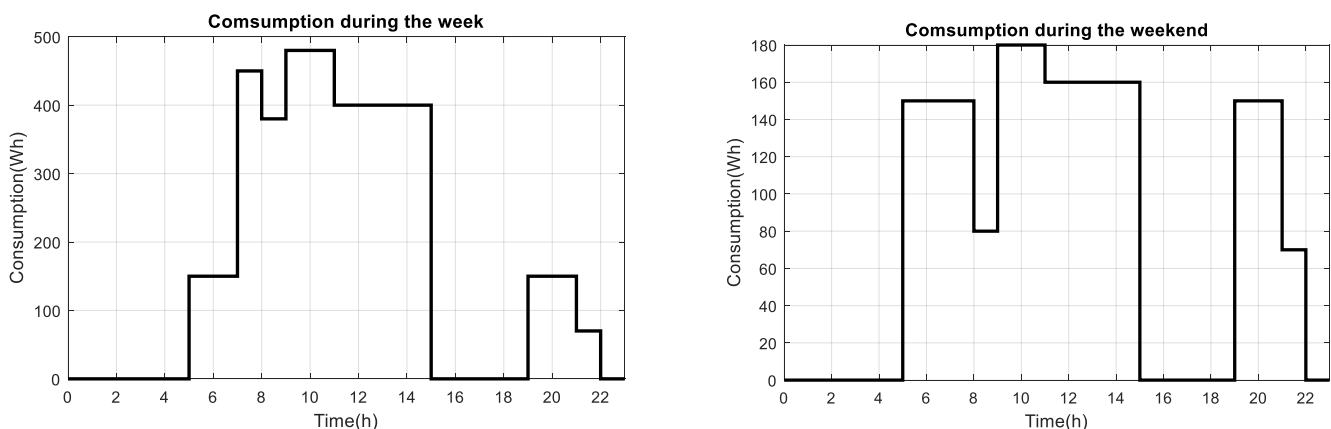 Comsumption during the week
500
400
300
200
100
0
Consumption(Wh)
0 2 4 6 8 10 12 14 16 18 20 22
Time(h)
Comsumption during the weekend
180
160
140
120
100
80
60
40
20
0
Consumption(Wh)
0 2 4 6 8 10 12 14 16 18 20 22
Time(h)